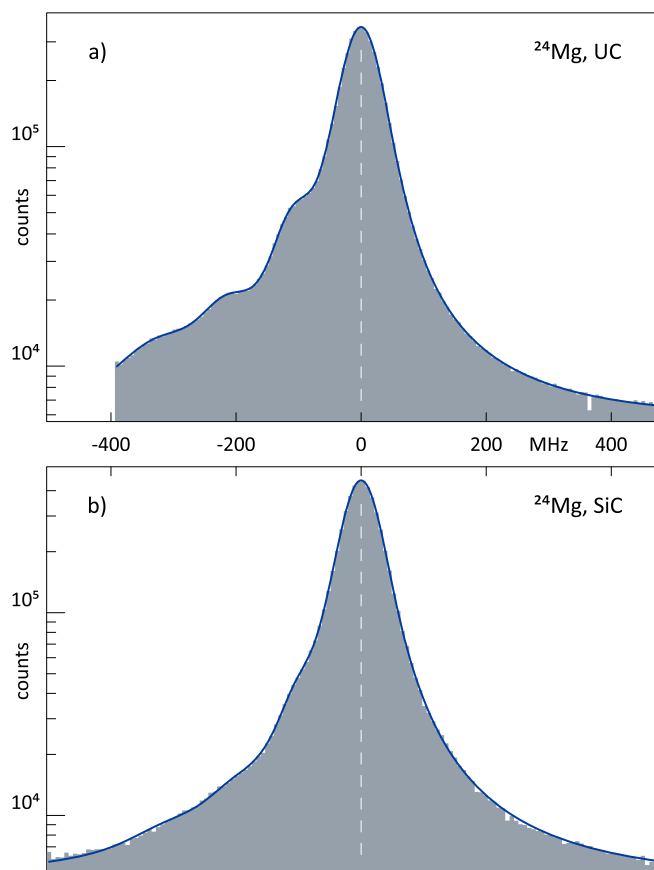 a)
²⁴Mg, UC
10⁵
counts
10⁴
-400 -200 0 200 MHz 400
b)
²⁴Mg, SiC
10⁵
counts
10⁴